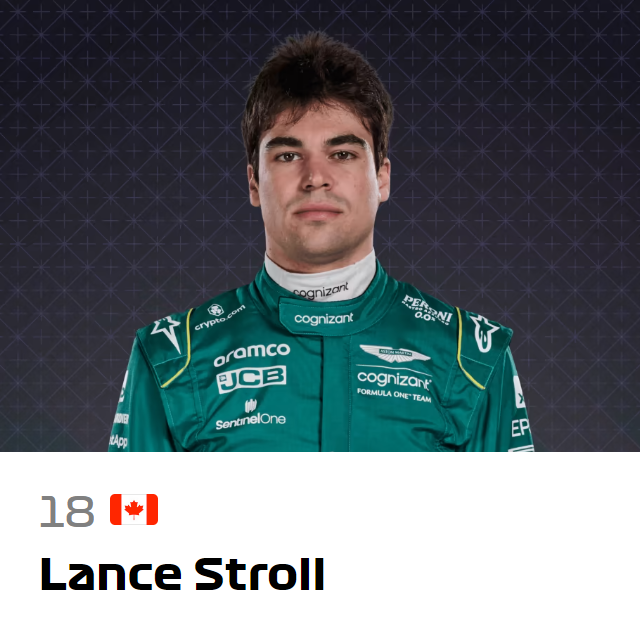 cognizant
cognizant
crypto.com
PERONI
0.0%
aramco
JCB
SentinelOne
ASTON MARTIN
cognizant
FORMULA ONE™ TEAM
EP
18
Lance Stroll